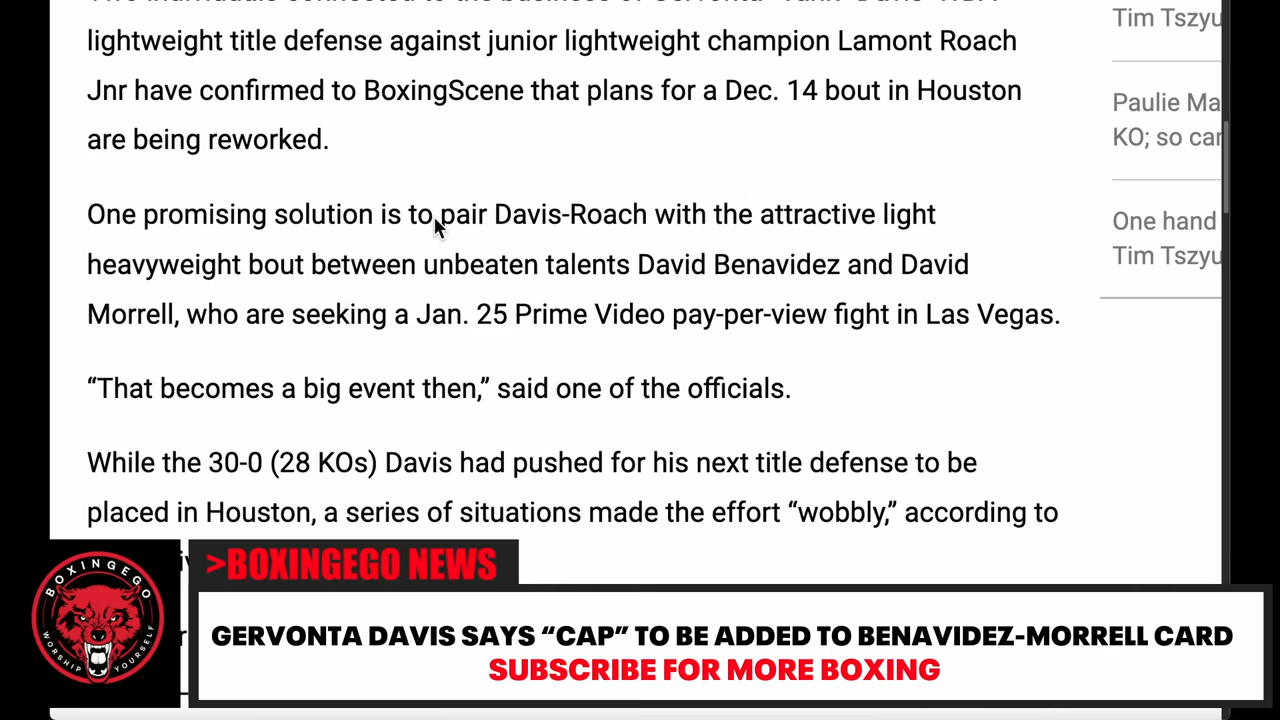 lightweight title defense against junior lightweight champion Lamont Roach
Jnr have confirmed to BoxingScene that plans for a Dec. 14 bout in Houston
are being reworked.
One promising solution is to pair Davis-Roach with the attractive light
heavyweight bout between unbeaten talents David Benavidez and David
Morrell, who are seeking a Jan. 25 Prime Video pay-per-view fight in Las Vegas.
“That becomes a big event then,” said one of the officials.
While the 30-0 (28 KOs) Davis had pushed for his next title defense to be
placed in Houston, a series of situations made the effort “wobbly,” according to
Tim Tszyu
Paulie Ma
KO; so car
One hand
Tim Tszyu
BOXINGEGO
WORSHIP YOURSELF
>BOXINGEGO NEWS
GERVONTA DAVIS SAYS “CAP” TO BE ADDED TO BENAVIDEZ-MORRELL CARD
SUBSCRIBE FOR MORE BOXING